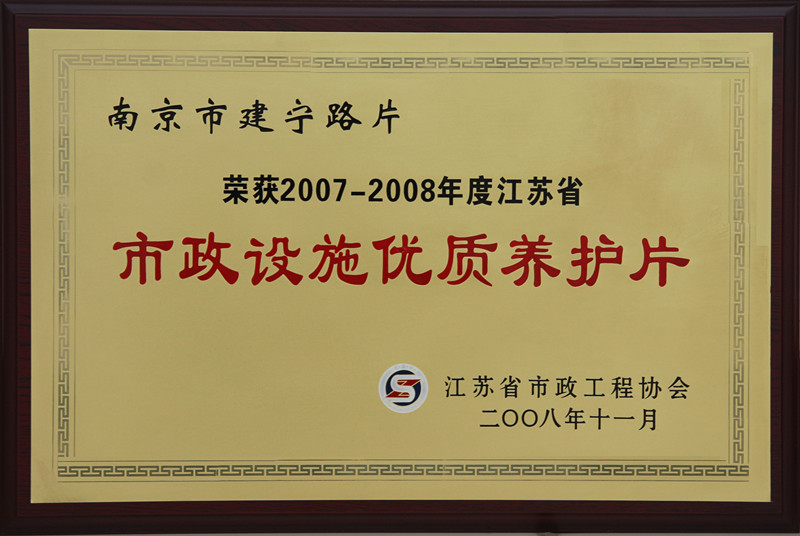 南京市建宁路片
荣获2007-2008年度江苏省
市政设施优质养护片
江苏省市政工程协会
二〇〇八年十一月